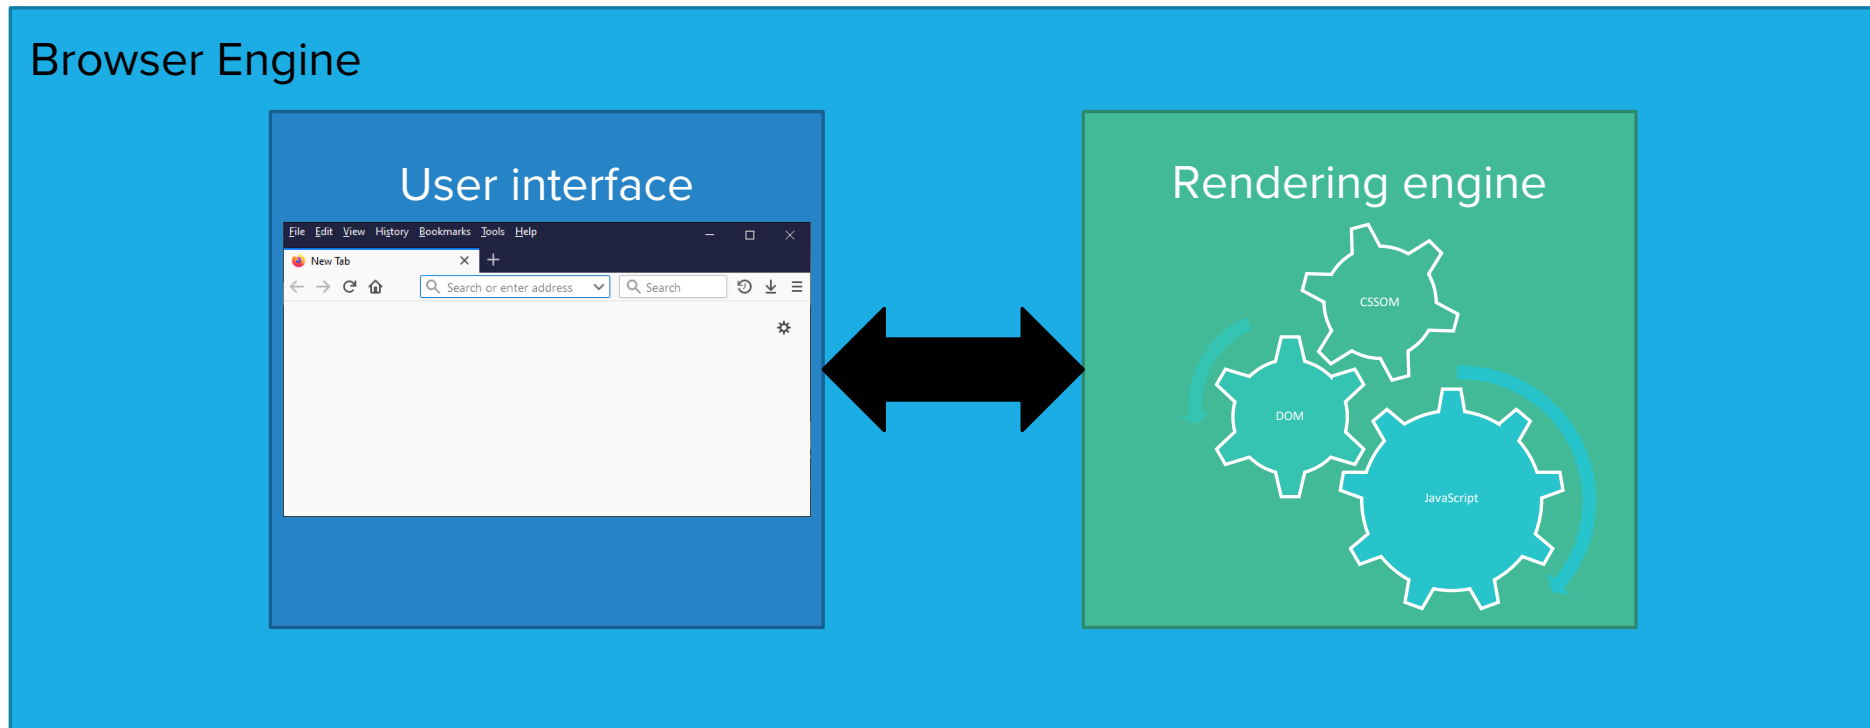 Browser Engine
User interface
File Edit View History Bookmarks Tools Help
New Tab
Search or enter address Search
Rendering engine
CSSOM
DOM
JavaScript